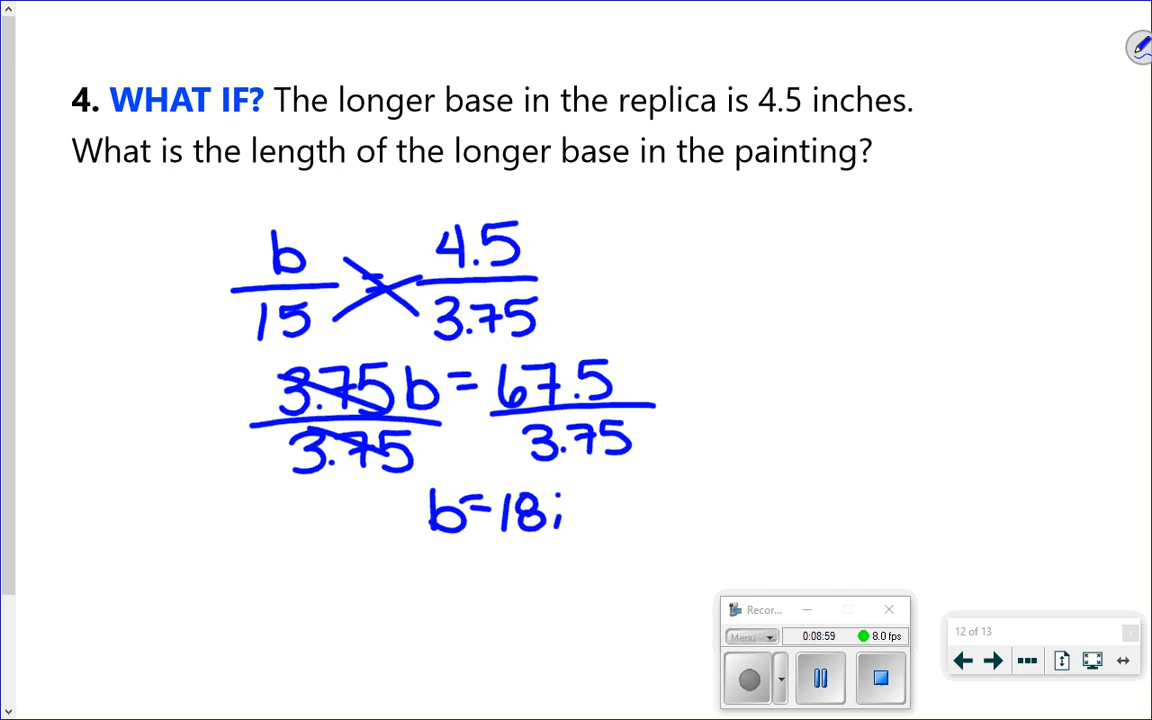 4. WHAT IF? The longer base in the replica is 4.5 inches.
What is the length of the longer base in the painting?
b/15 = 4.5/3.75
3.75b/3.75 = 67.5/3.75
b=18i
Recor...
Menu
0:08:59
8.0 fps
12 of 13